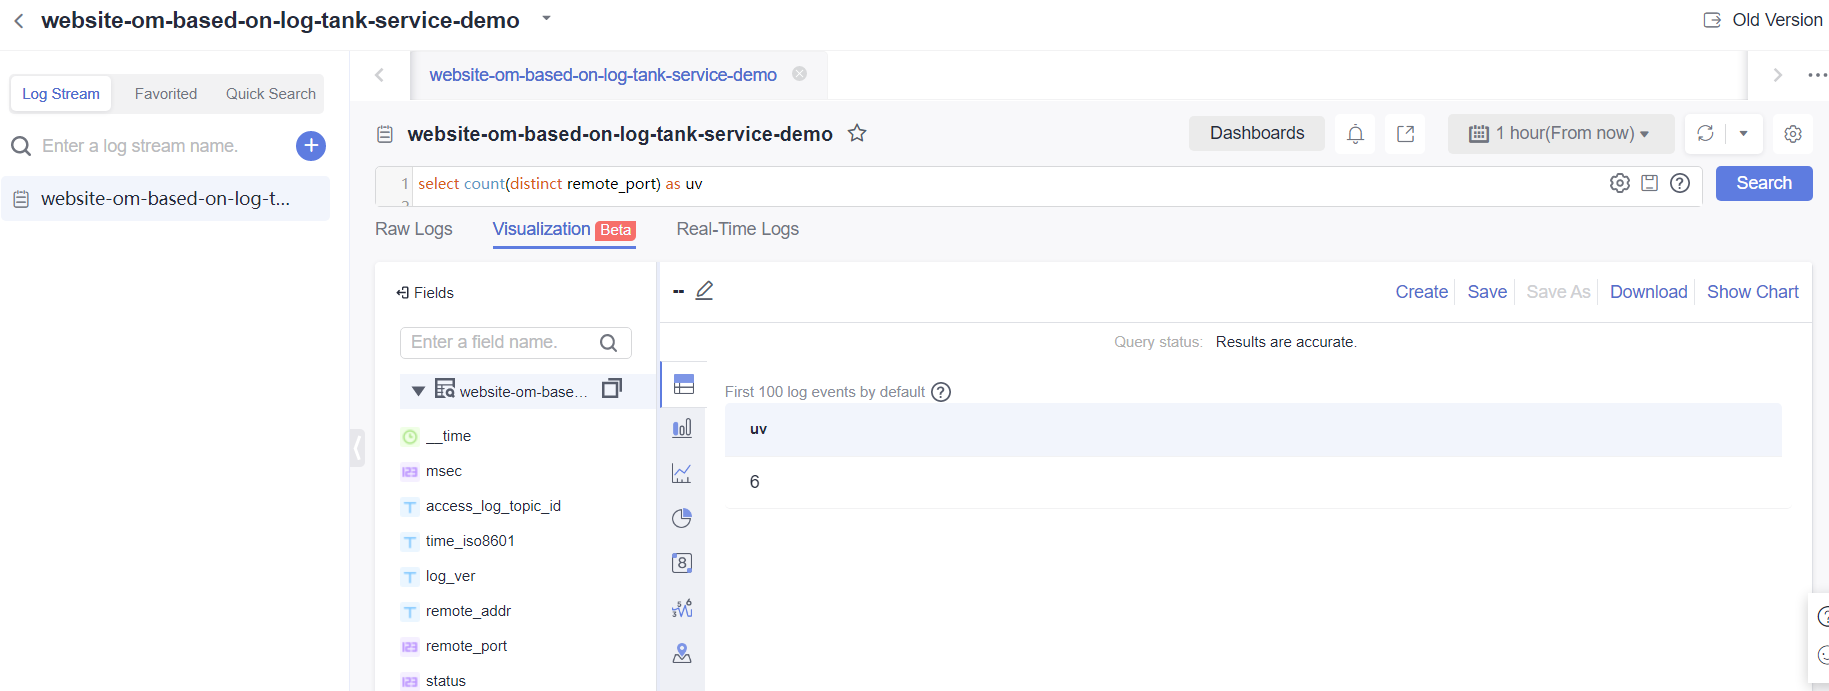 website-om-based-on-log-tank-service-demo
Old Version
Log Stream
Favorited
Quick Search
Enter a log stream name.
website-om-based-on-log-t...
website-om-based-on-log-tank-service-demo
website-om-based-on-log-tank-service-demo
Dashboards
1 hour(From now)
1 select count(distinct remote_port) as uv
2
Search
Raw Logs
Visualization Beta
Real-Time Logs
Fields
Enter a field name.
website-om-base...
__time
msec
access_log_topic_id
time_iso8601
log_ver
remote_addr
remote_port
status
--
Create
Save
Save As
Download
Show Chart
Query status: Results are accurate.
First 100 log events by default
uv
6